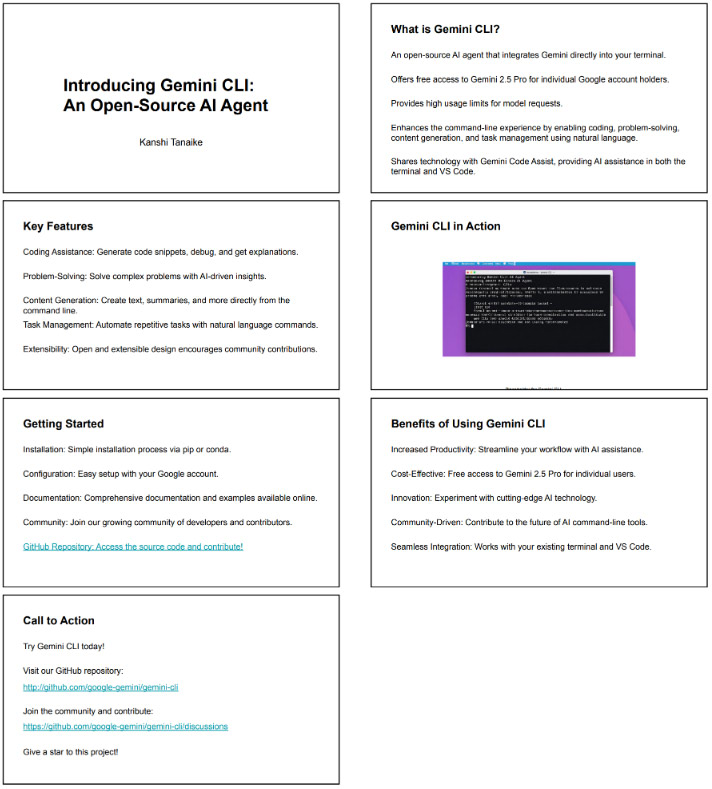 Introducing Gemini CLI:
An Open-Source AI Agent
Kanshi Tanaike
What is Gemini CLI?
An open-source AI agent that integrates Gemini directly into your terminal.
Offers free access to Gemini 2.5 Pro for individual Google account holders.
Provides high usage limits for model requests.
Enhances the command-line experience by enabling coding, problem-solving,
content generation, and task management using natural language.
Shares technology with Gemini Code Assist, providing AI assistance in both the
terminal and VS Code.
Key Features
Coding Assistance: Generate code snippets, debug, and get explanations.
Problem-Solving: Solve complex problems with AI-driven insights.
Content Generation: Create text, summaries, and more directly from the
command line.
Task Management: Automate repetitive tasks with natural language commands.
Extensibility: Open and extensible design encourages community contributions.
Gemini CLI in Action
Getting Started
Installation: Simple installation process via pip or conda.
Configuration: Easy setup with your Google account.
Documentation: Comprehensive documentation and examples available online.
Community: Join our growing community of developers and contributors.
GitHub Repository: Access the source code and contribute!
Benefits of Using Gemini CLI
Increased Productivity: Streamline your workflow with AI assistance.
Cost-Effective: Free access to Gemini 2.5 Pro for individual users.
Innovation: Experiment with cutting-edge AI technology.
Community-Driven: Contribute to the future of AI command-line tools.
Seamless Integration: Works with your existing terminal and VS Code.
Call to Action
Try Gemini CLI today!
Visit our GitHub repository:
http://github.com/google-gemini/gemini-cli
Join the community and contribute:
https://github.com/google-gemini/gemini-cli/discussions
Give a star to this project!